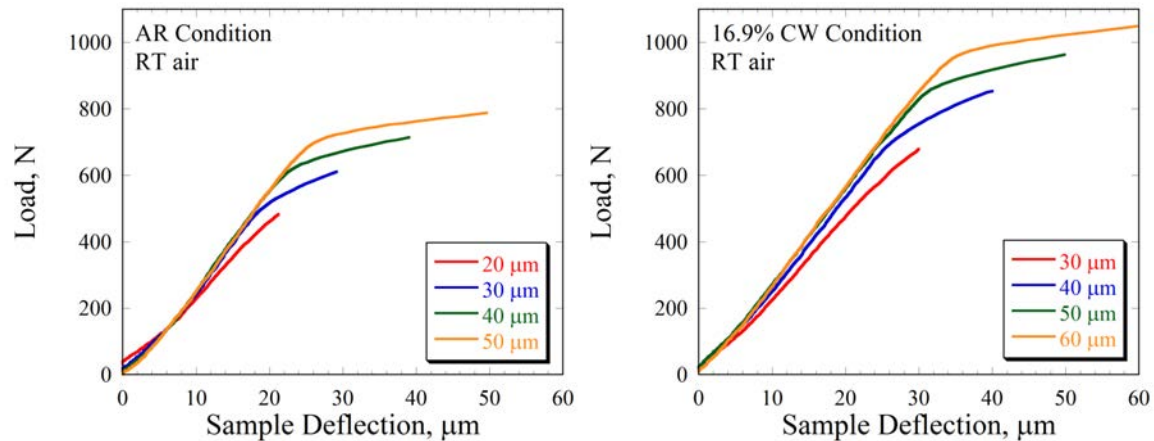 AR Condition
RT air
1000
800
600
400
200
0
Load, N
20 μm
30 μm
40 μm
50 μm
0 10 20 30 40 50 60
Sample Deflection, μm
16.9% CW Condition
RT air
1000
800
600
400
200
0
Load, N
30 μm
40 μm
50 μm
60 μm
0 10 20 30 40 50 60
Sample Deflection, μm